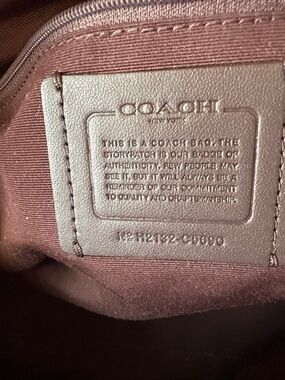 COACH
NEW YORK
THIS IS A COACH BAG. THE
STORYPATCH IS OUR BADGE OF
AUTHENTICITY. FEW PEOPLE MAY
SEE IT, BUT IT WILL ALWAYS BE A
REMINDER OF OUR COMMITMENT
TO QUALITY AND CRAFTSMANSHIP.